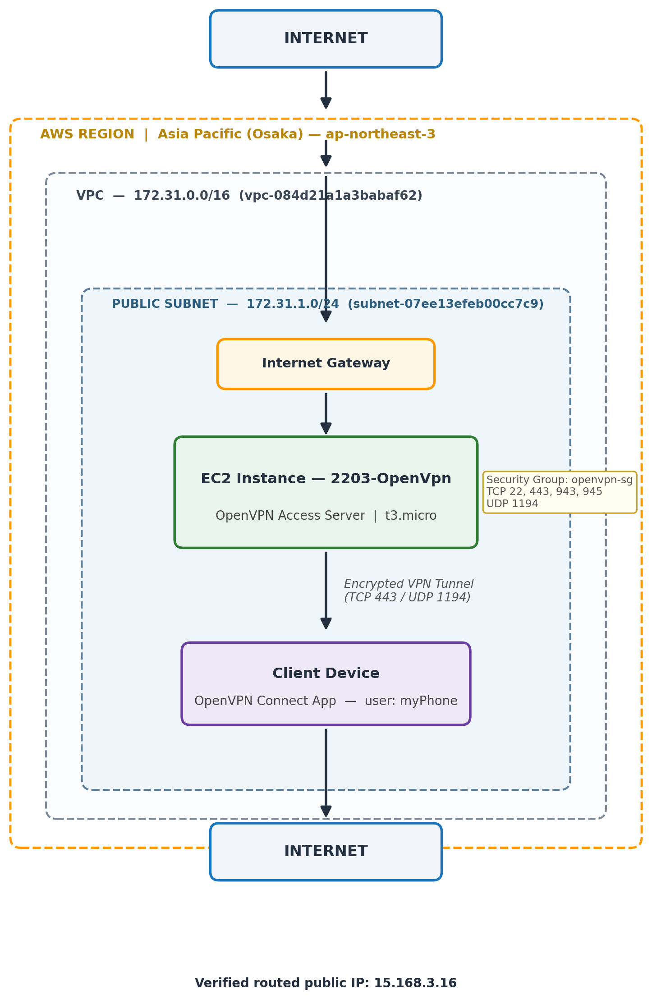 INTERNET
AWS REGION | Asia Pacific (Osaka) — ap-northeast-3
VPC — 172.31.0.0/16 (vpc-084d21a1a3babaf62)
PUBLIC SUBNET — 172.31.1.0/24 (subnet-07ee13efeb00cc7c9)
Internet Gateway
EC2 Instance — 2203-OpenVpn
OpenVPN Access Server | t3.micro
Security Group: openvpn-sg
TCP 22, 443, 943, 945
UDP 1194
Encrypted VPN Tunnel
(TCP 443 / UDP 1194)
Client Device
OpenVPN Connect App — user: myPhone
INTERNET
Verified routed public IP: 15.168.3.16